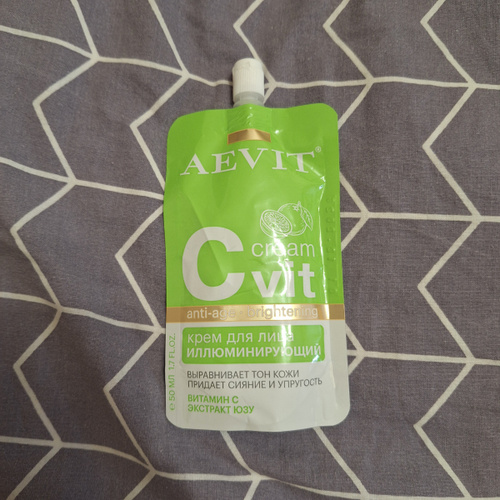 AEVIT®
C cream
vit
anti-age brightening
крем для лица
ИЛЛЮМИНИРУЮЩИЙ
ВЫРАВНИВАЕТ ТОН КОЖИ
ПРИДАЕТ СИЯНИЕ И УПРУГОСТЬ
ВИТАМИН С
ЭКСТРАКТ ЮЗУ
℮ 50 МЛ 1.7 FL.OZ.